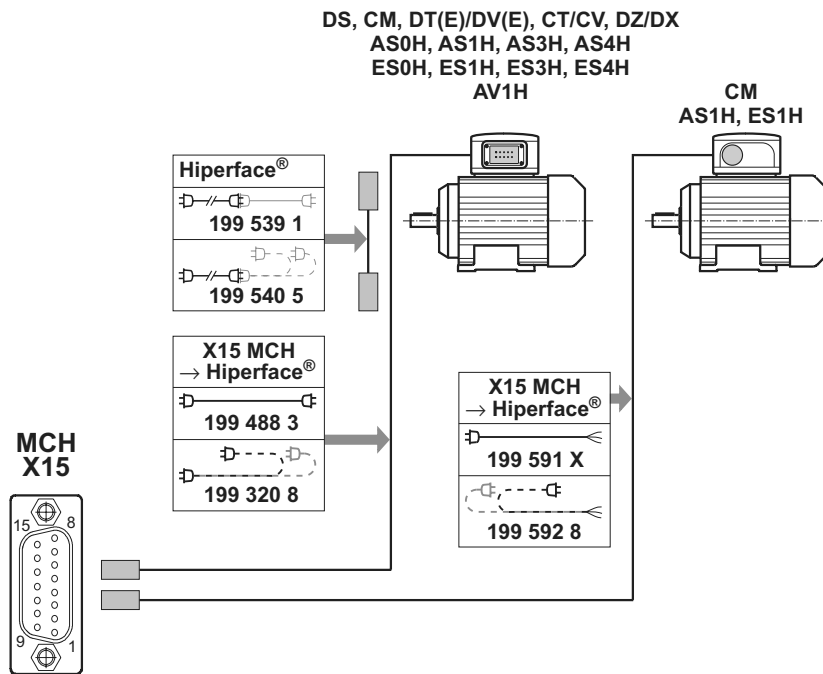 DS, CM, DT(E)/DV(E), CT/CV, DZ/DX
AS0H, AS1H, AS3H, AS4H
ES0H, ES1H, ES3H, ES4H
AV1H
CM
AS1H, ES1H
Hiperface®
199 539 1
199 540 5
X15 MCH
→ Hiperface®
199 488 3
199 320 8
X15 MCH
→ Hiperface®
199 591 X
199 592 8
MCH
X15
15 8
9 1